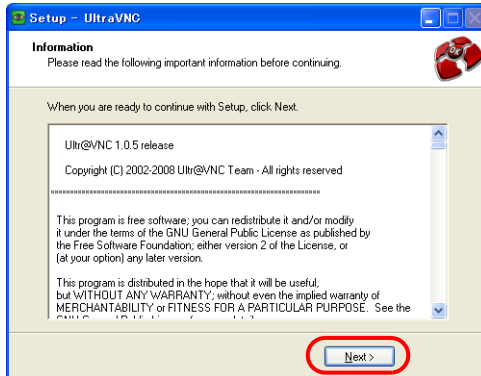 Setup - UltraVNC
Information
Please read the following important information before continuing.
OK
When you are ready to continue with Setup, click Next.
Ultr@VNC 1.0.5 release
Copyright (C) 2002-2008 Ultr@VNC Team - All rights reserved
This program is free software; you can redistribute it and/or modify
it under the terms of the GNU General Public License as published by
the Free Software Foundation; either version 2 of the License, or
(at your option) any later version.
This program is distributed in the hope that it will be useful,
but WITHOUT ANY WARRANTY; without even the implied warranty of
MERCHANTABILITY or FITNESS FOR A PARTICULAR PURPOSE. See the
GNU General Public License
Next >